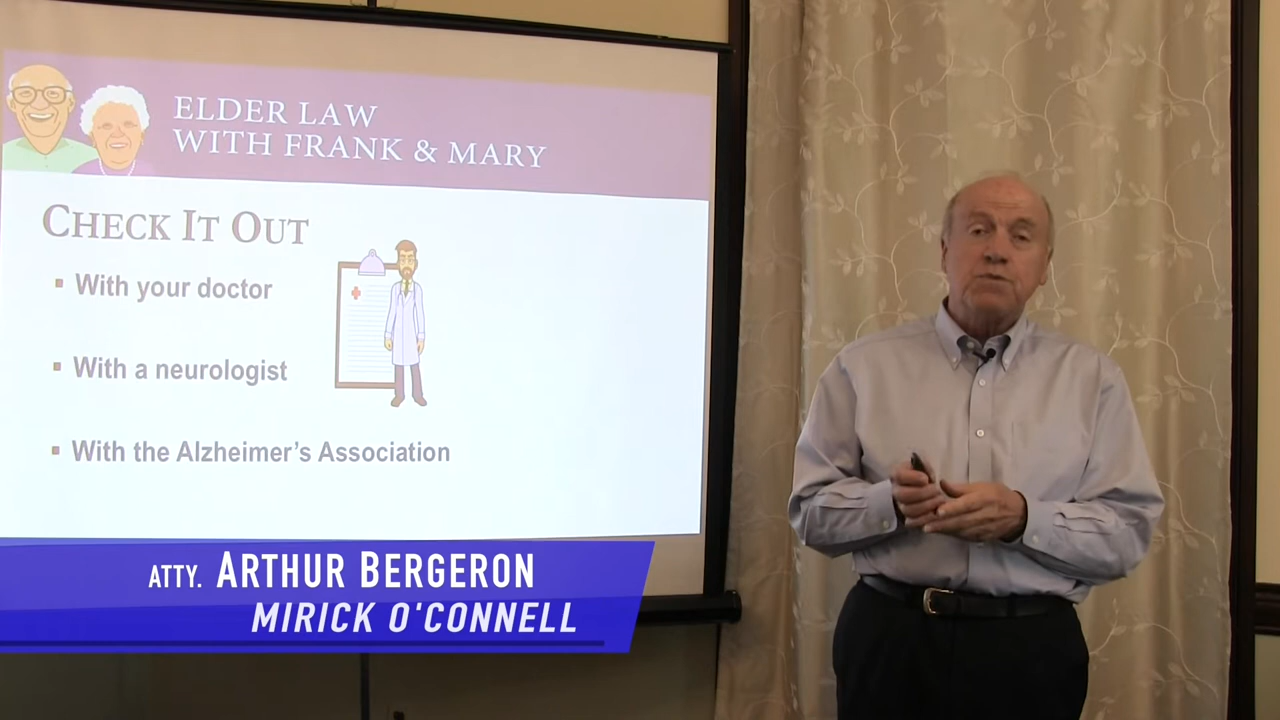 ELDER LAW
WITH FRANK & MARY
CHECK IT OUT
▪ With your doctor
▪ With a neurologist
▪ With the Alzheimer's Association
ATTY. ARTHUR BERGERON
MIRICK O'CONNELL